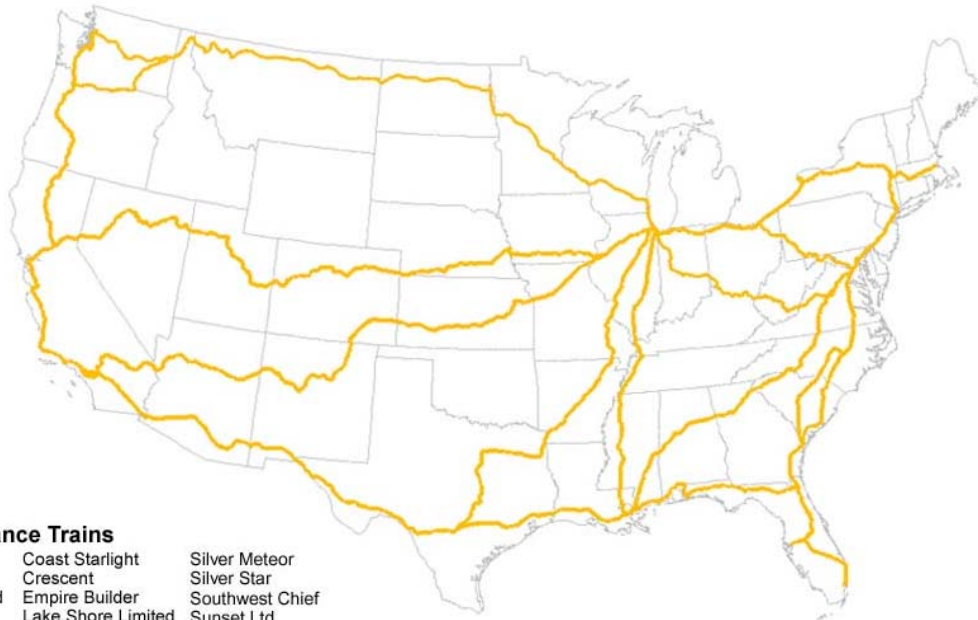 ance Trains
Coast Starlight Silver Meteor
Crescent Silver Star
d Empire Builder Southwest Chief
Lake Shore Limited Sunset Ltd